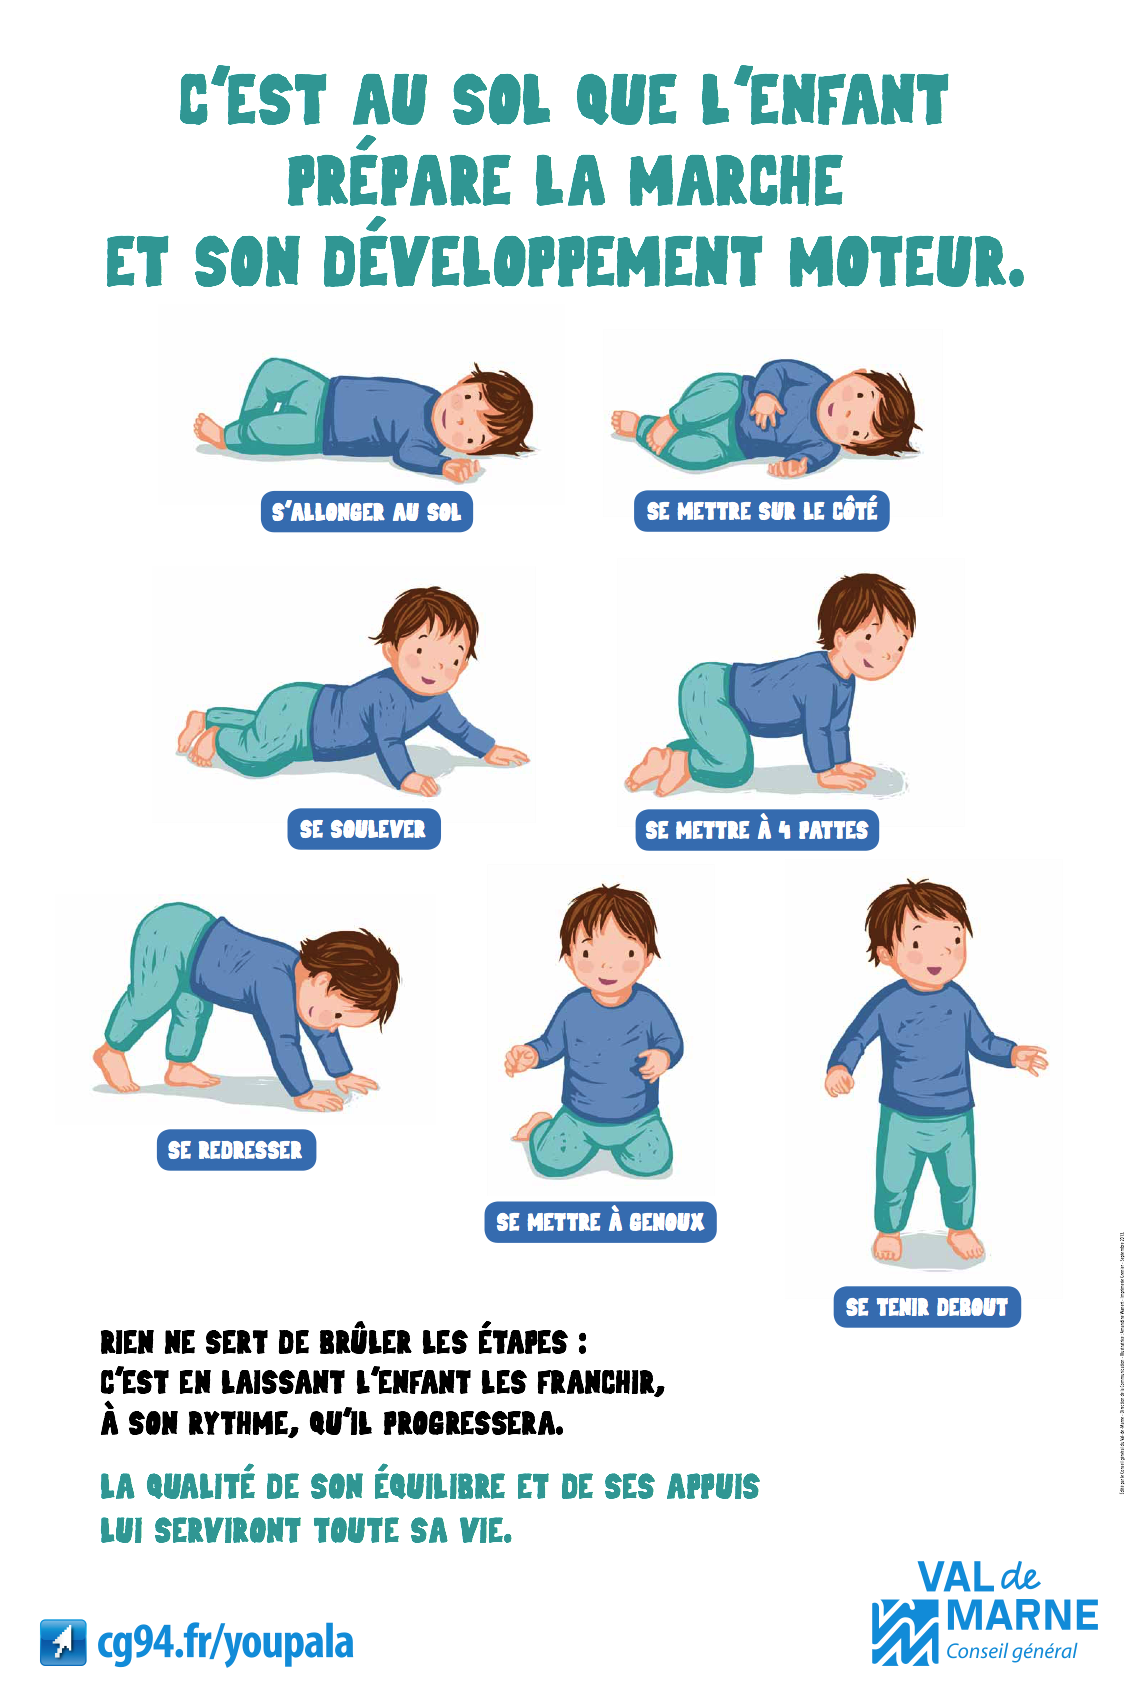 C'EST AU SOL QUE L'ENFANT
PRÉPARE LA MARCHE
ET SON DÉVELOPPEMENT MOTEUR.
S'ALLONGER AU SOL
SE METTRE SUR LE CÔTÉ
SE SOULEVER
SE METTRE À 4 PATTES
SE REDRESSER
SE METTRE À GENOUX
SE TENIR DEBOUT
RIEN NE SERT DE BRÛLER LES ÉTAPES :
C'EST EN LAISSANT L'ENFANT LES FRANCHIR,
À SON RYTHME, QU'IL PROGRESSERA.
LA QUALITÉ DE SON ÉQUILIBRE ET DE SES APPUIS
LUI SERVIRONT TOUTE SA VIE.
cg94.fr/youpala
VAL de
MARNE
Conseil général